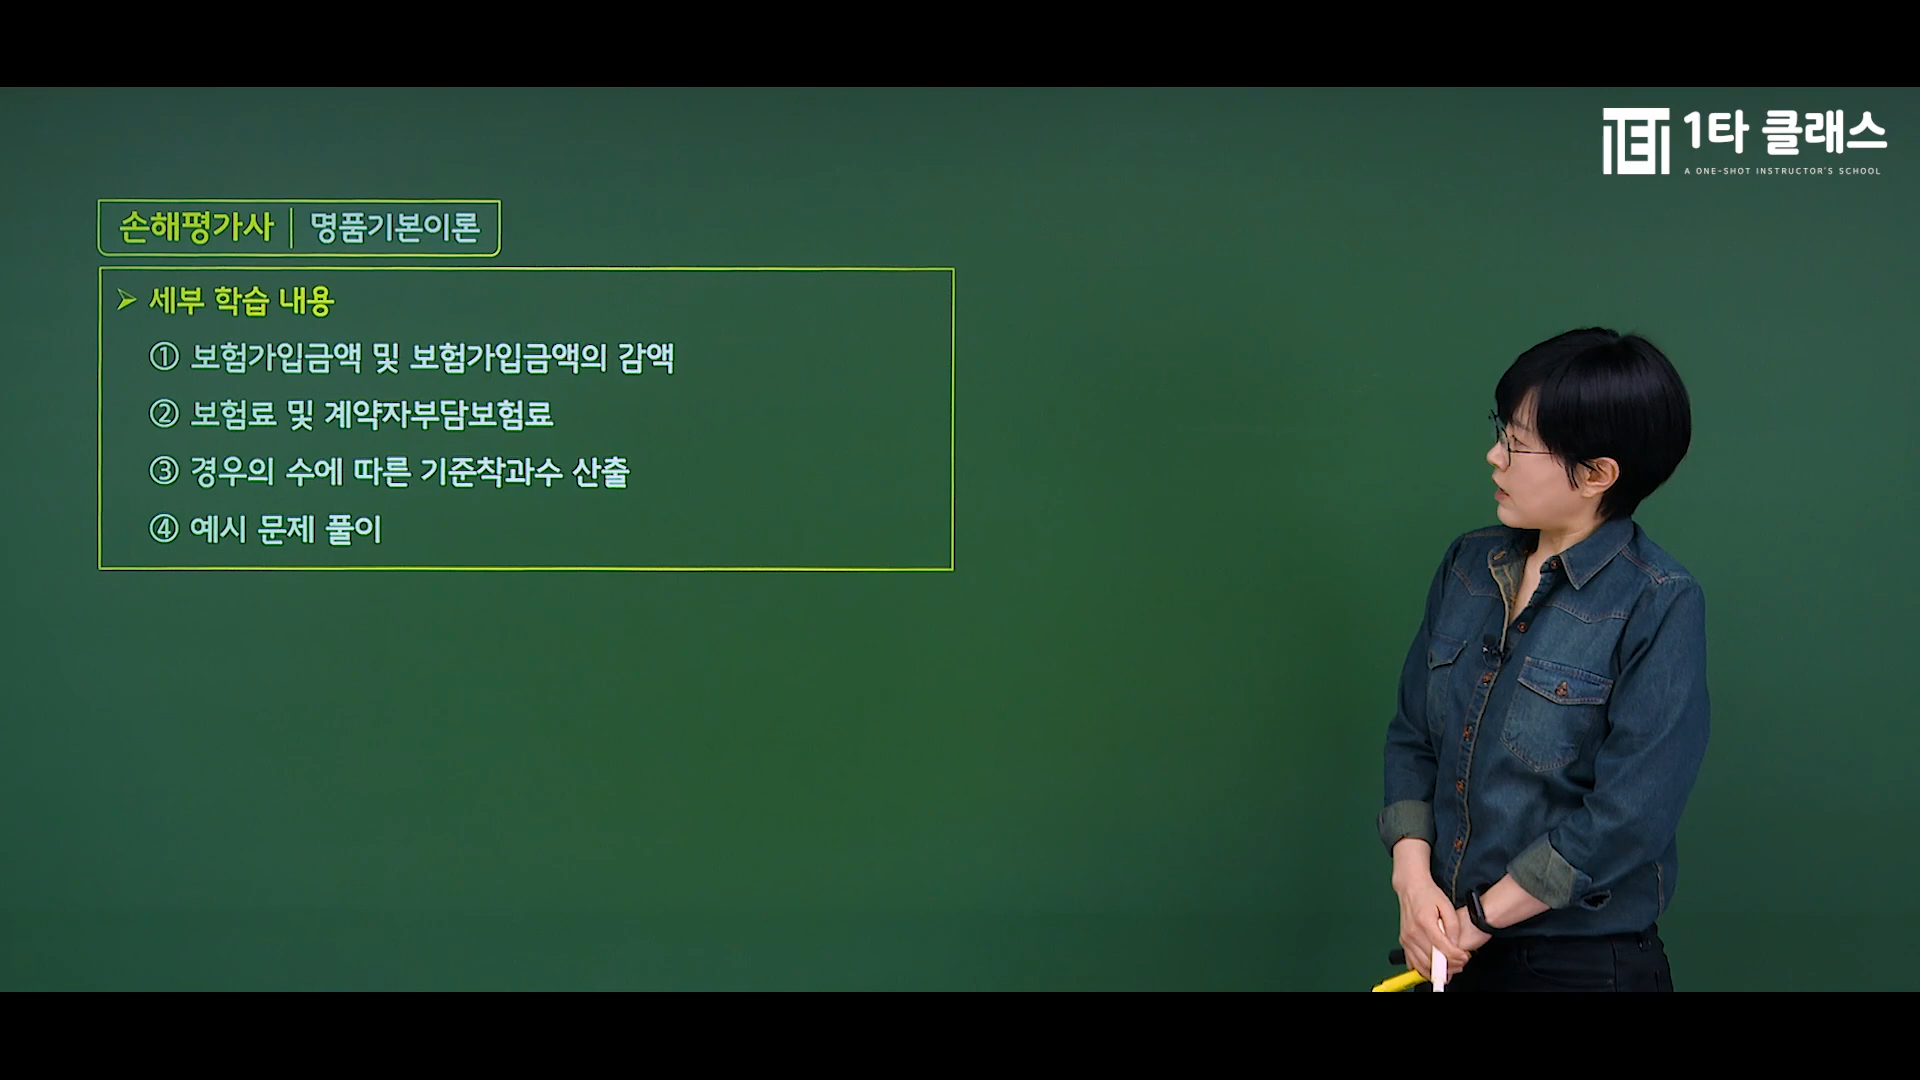 1타 클래스
A ONE-SHOT INSTRUCTOR'S SCHOOL
손해평가사 | 명품기본이론
➢ 세부 학습 내용
① 보험가입금액 및 보험가입금액의 감액
② 보험료 및 계약자부담보험료
③ 경우의 수에 따른 기준착과수 산출
④ 예시 문제 풀이